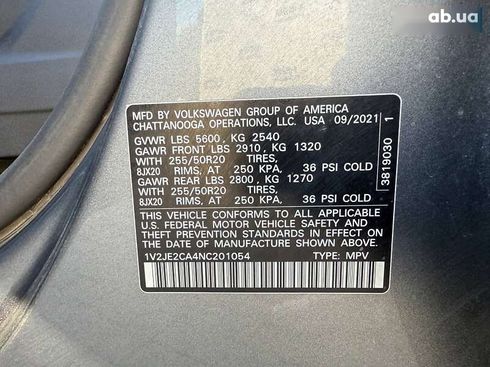 ab.ua
MFD BY VOLKSWAGEN GROUP OF AMERICA
CHATTANOOGA OPERATIONS, LLC. USA 09/2021
GVWR LBS 5600, KG 2540
GAWR FRONT LBS 2910, KG 1320
WITH 255/50R20 TIRES,
8JX20 RIMS, AT 250 KPA, 36 PSI COLD
GAWR REAR LBS 2800, KG 1270
WITH 255/50R20 TIRES,
8JX20 RIMS, AT 250 KPA, 36 PSI COLD
THIS VEHICLE CONFORMS TO ALL APPLICABLE
U.S. FEDERAL MOTOR VEHICLE SAFETY AND
THEFT PREVENTION STANDARDS IN EFFECT ON
THE DATE OF MANUFACTURE SHOWN ABOVE.
1V2JE2CA4NC201054 TYPE: MPV
3819030 1